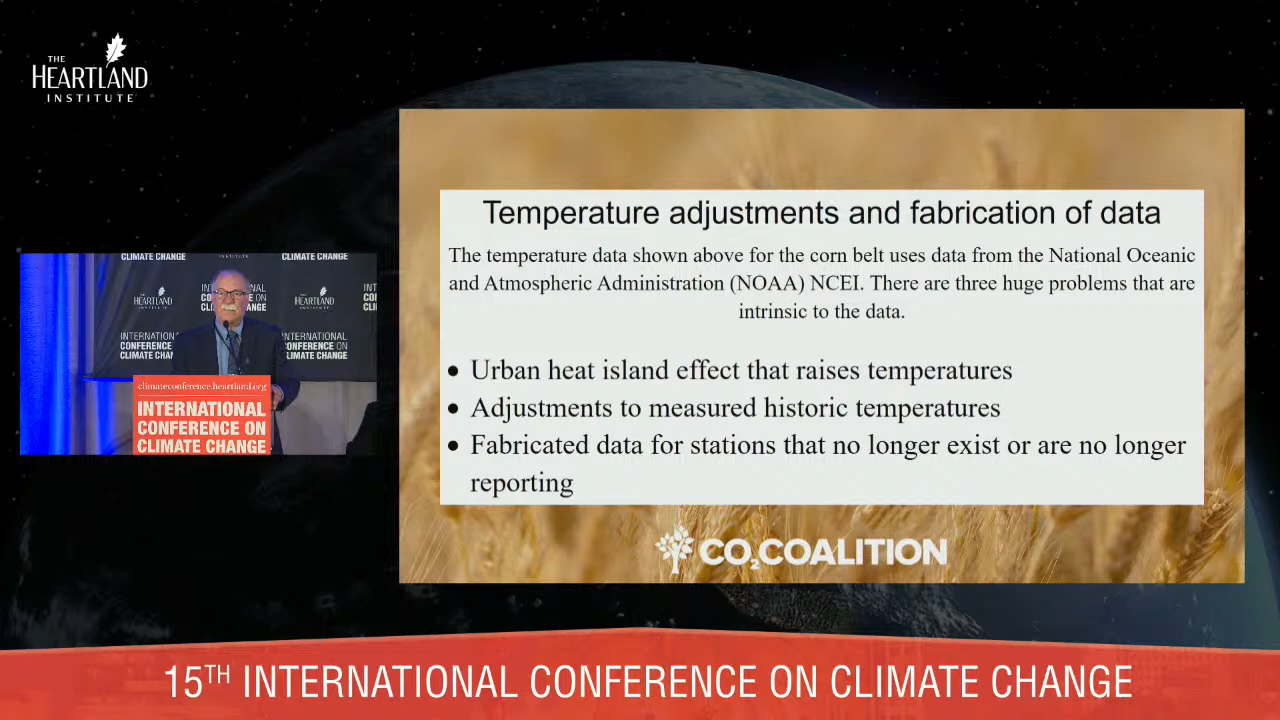 THE
HEARTLAND
INSTITUTE
Temperature adjustments and fabrication of data
The temperature data shown above for the corn belt uses data from the National Oceanic
and Atmospheric Administration (NOAA) NCEI. There are three huge problems that are
intrinsic to the data.
• Urban heat island effect that raises temperatures
• Adjustments to measured historic temperatures
• Fabricated data for stations that no longer exist or are no longer
reporting
CO₂COALITION
CLIMATE CHANGE
INSTITUTE
CLIMATE CHANGE
HEARTLAND
HEARTLAND
INTERNATIONAL
CONFERENCE
CLIMATE CHA
INTERNATIONAL
CONFERENCE ON
CLIMATE CHANGE
climateconference.heartland.org
INTERNATIONAL
CONFERENCE ON
CLIMATE CHANGE
15TH INTERNATIONAL CONFERENCE ON CLIMATE CHANGE